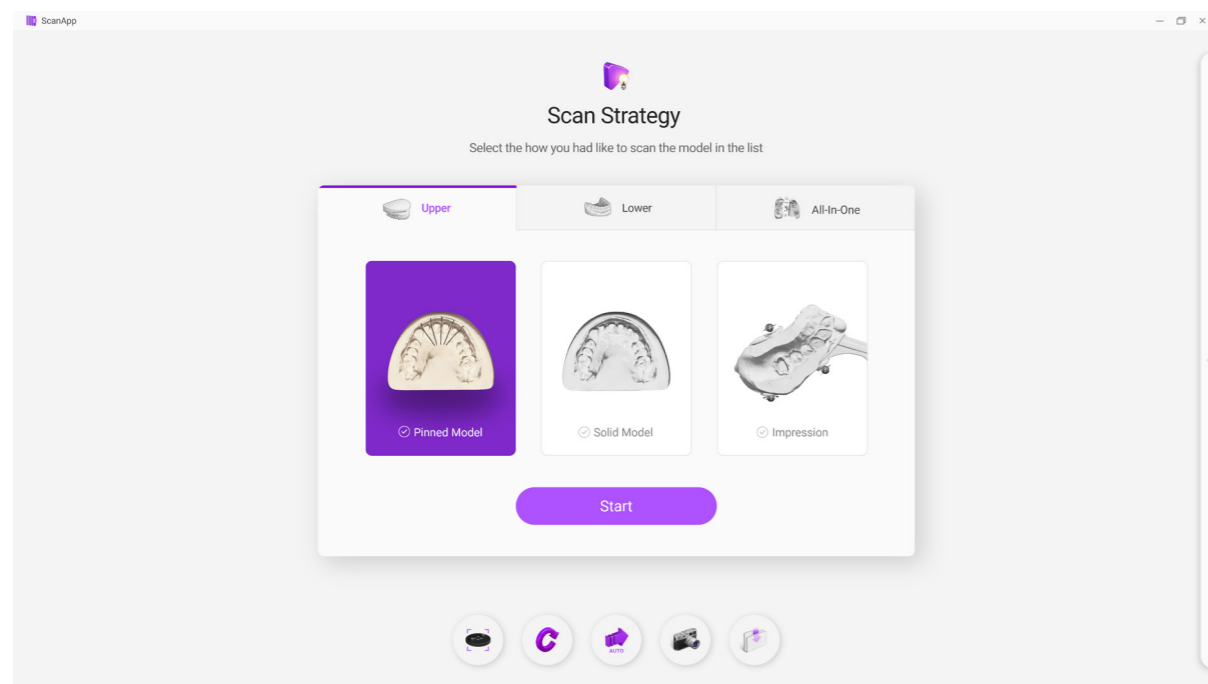 ScanApp
Scan Strategy
Select the how you had like to scan the model in the list
Upper
Lower
All-In-One
Pinned Model
Solid Model
Impression
Start
AUTO